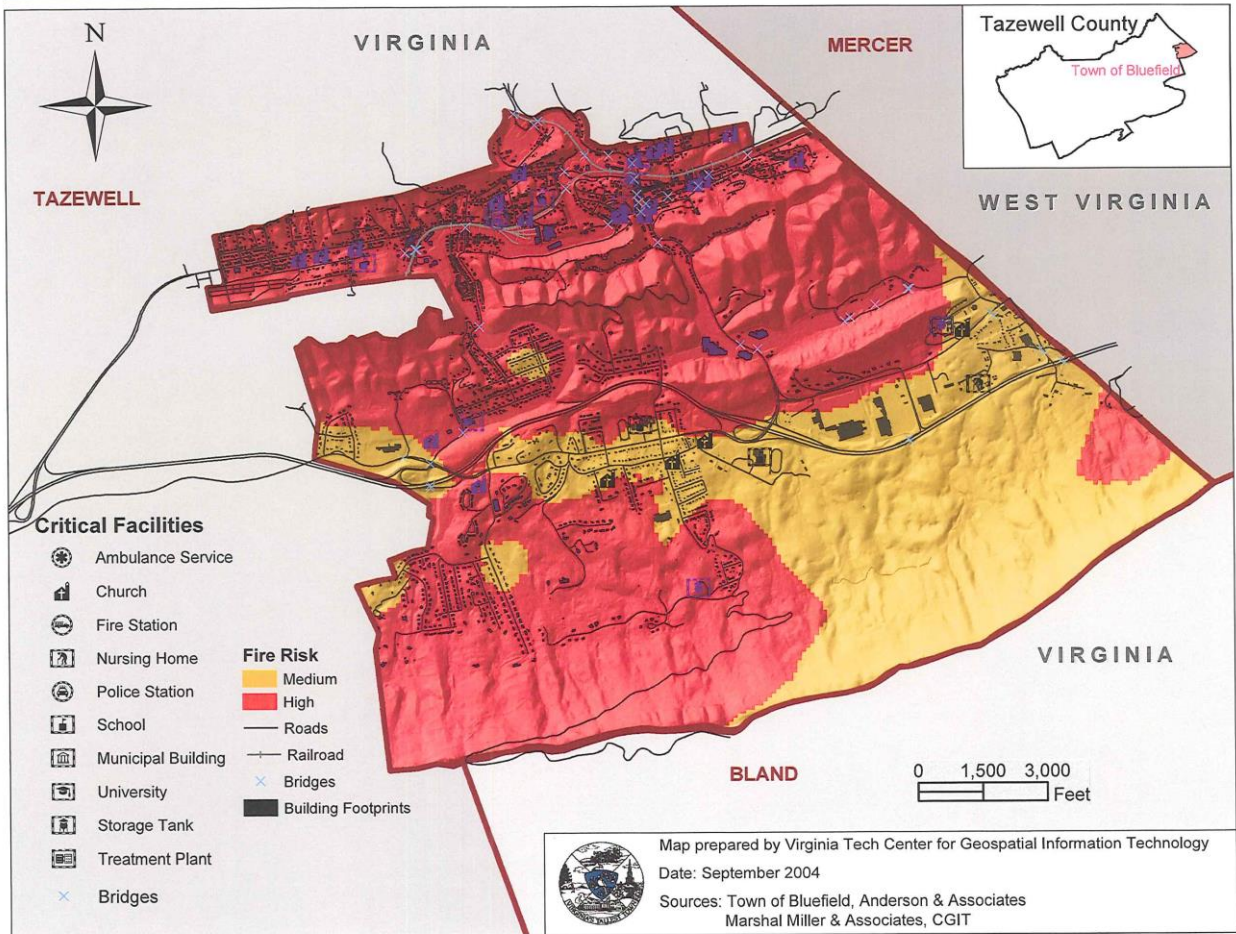 N
VIRGINIA
MERCER
Tazewell County
Town of Bluefield
TAZEWELL
WEST VIRGINIA
Critical Facilities
Ambulance Service
Church
Fire Station
Nursing Home
Police Station
School
Municipal Building
University
Storage Tank
Treatment Plant
Bridges
Fire Risk
Medium
High
Roads
Railroad
Bridges
Building Footprints
VIRGINIA
BLAND
0 1,500 3,000
Feet
Map prepared by Virginia Tech Center for Geospatial Information Technology
Date: September 2004
Sources: Town of Bluefield, Anderson & Associates
Marshal Miller & Associates, CGIT